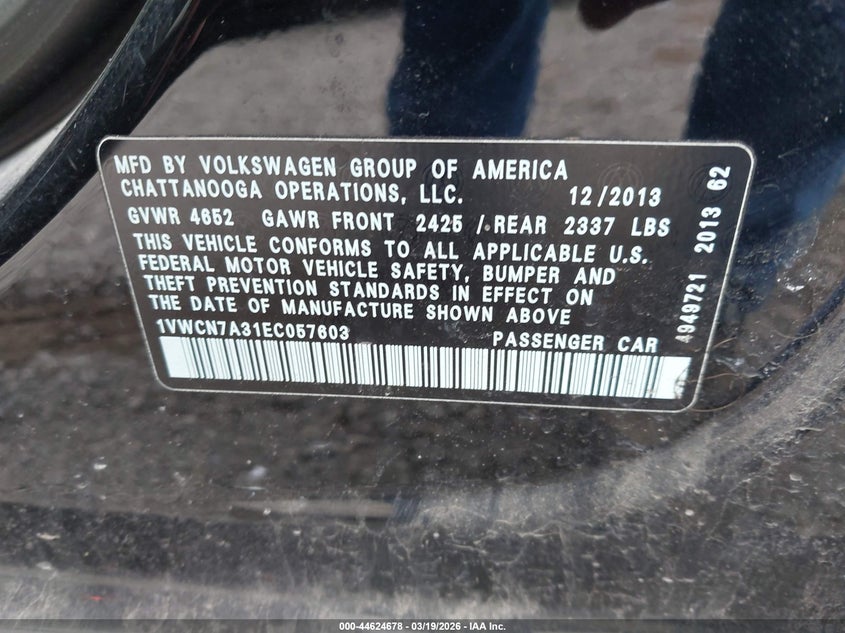 MFD BY VOLKSWAGEN GROUP OF AMERICA
CHATTANOOGA OPERATIONS, LLC. 12/2013
GVWR 4652 GAWR FRONT 2425 / REAR 2337 LBS
THIS VEHICLE CONFORMS TO ALL APPLICABLE U.S.
FEDERAL MOTOR VEHICLE SAFETY, BUMPER AND
THEFT PREVENTION STANDARDS IN EFFECT ON
THE DATE OF MANUFACTURE SHOWN ABOVE
1VWCN7A31EC057603 PASSENGER CAR
4949721 2013 62
000-44624678 - 03/19/2026 - IAA Inc.